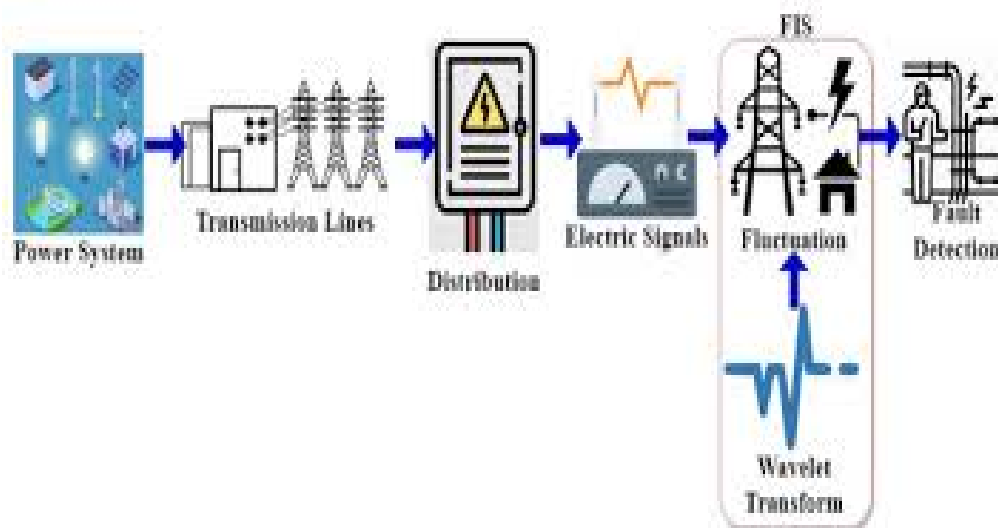 FIS
Power System
Transmission Lines
Distribution
Electric Signals
Fluctuation
Fault
Detection
Wavelet
Transform